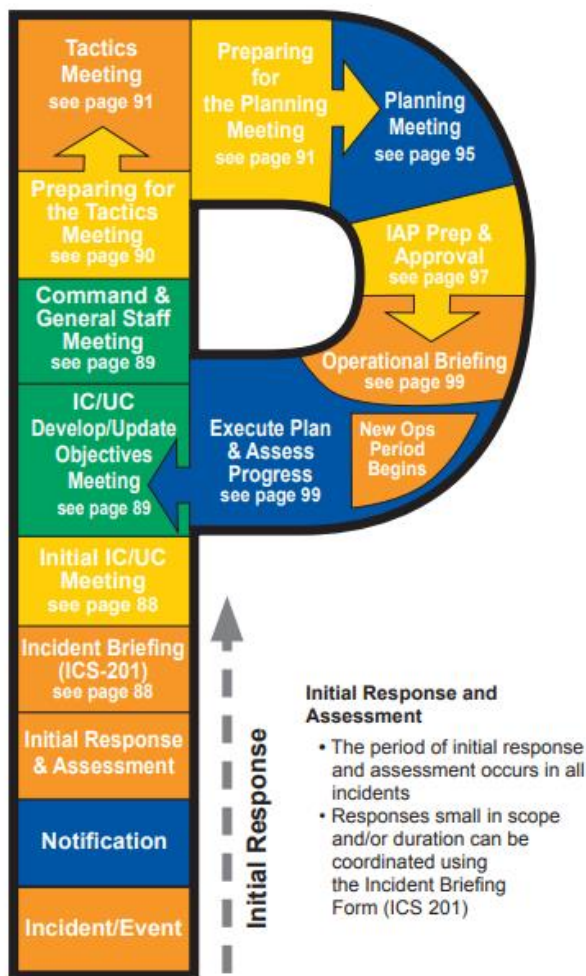 Tactics
Meeting
see page 91
Preparing
for
the Planning
Meeting
see page 91
Planning
Meeting
see page 95
Preparing for
the Tactics
Meeting
see page 90
IAP Prep &
Approval
see page 97
Command &
General Staff
Meeting
see page 89
Operational Briefing
see page 99
IC/UC
Develop/Update
Objectives
Meeting
see page 89
Execute Plan
& Assess
Progress
see page 99
New Ops
Period
Begins
Initial IC/UC
Meeting
see page 88
Incident Briefing
(ICS-201)
see page 88
Initial Response
& Assessment
Notification
Incident/Event
Initial Response
Initial Response and
Assessment
• The period of initial response
and assessment occurs in all
incidents
• Responses small in scope
and/or duration can be
coordinated using
the Incident Briefing
Form (ICS 201)